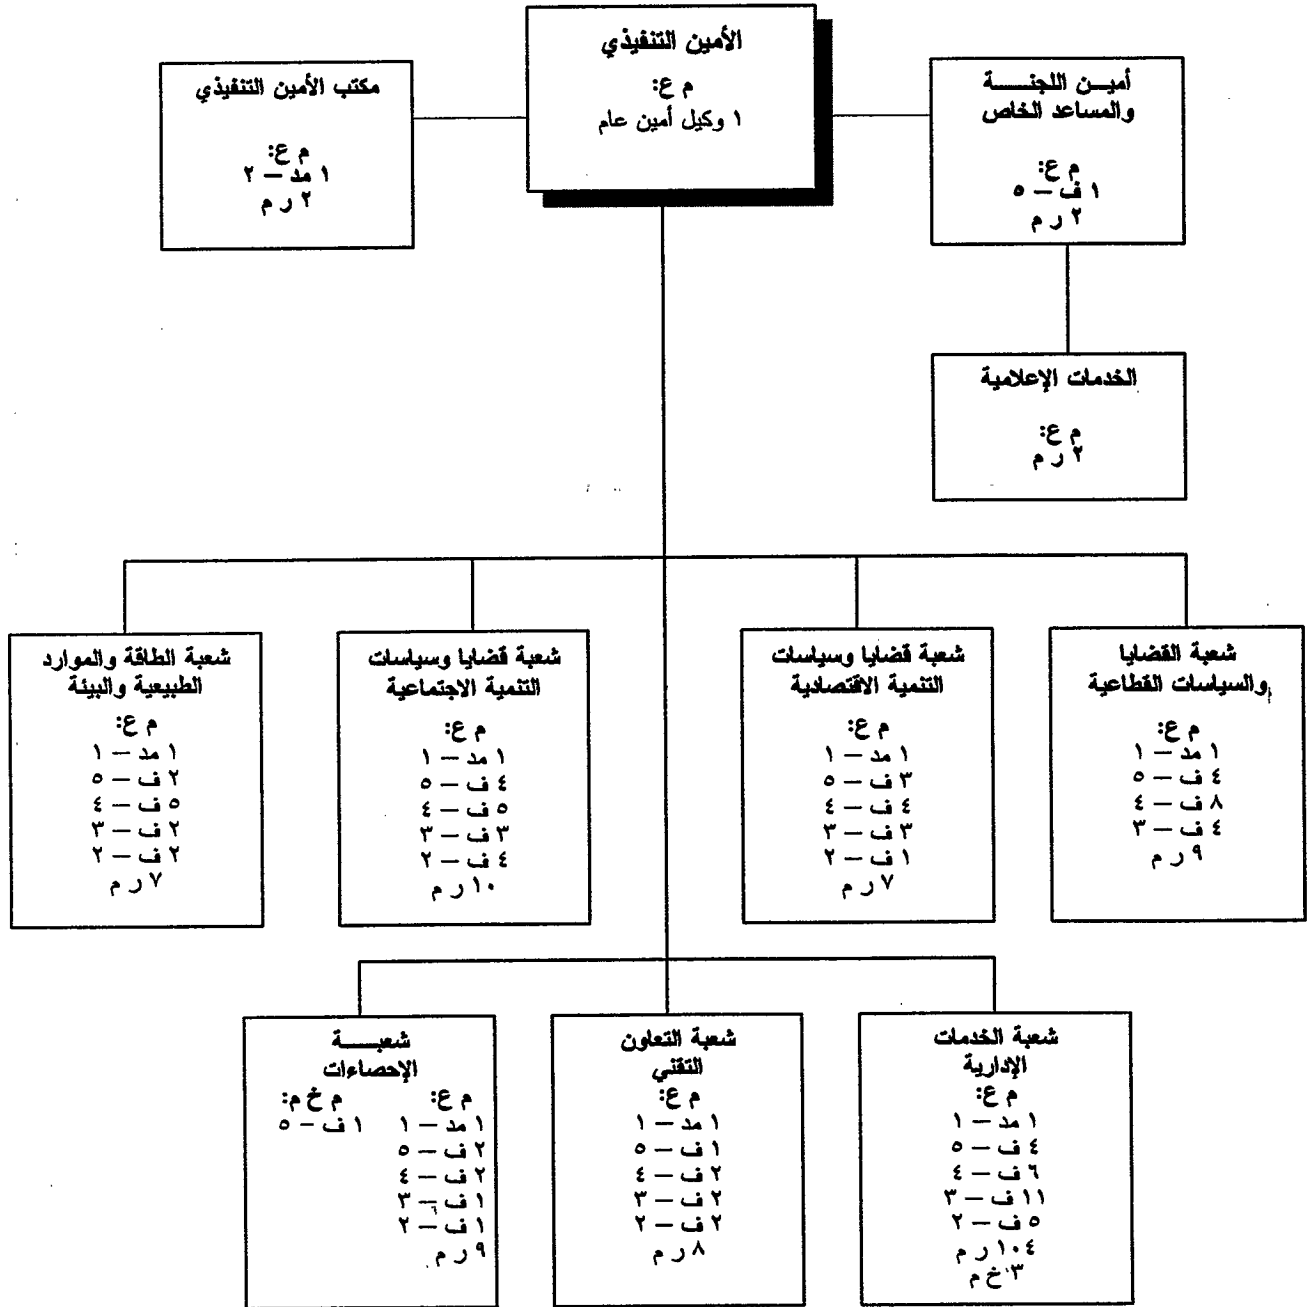 الأمين التنفيذي
م ع:
١ وكيل أمين عام
أميـــن اللجنـــــة
والمساعد الخاص
م ع:
١ ف – ٥
٢ ر م
مكتب الأمين التنفيذي
م ع:
١ مد – ٢
٢ ر م
الخدمات الإعلامية
م ع:
٢ ر م
شعبة القضايا
والسياسات القطاعية
م ع:
١ مد – ١
٤ ف – ٥
٨ ف – ٤
٤ ف – ٣
٩ ر م
شعبة قضايا وسياسات
التنمية الاقتصادية
م ع:
١ مد – ١
٣ ف – ٥
٤ ف – ٤
٣ ف – ٣
١ ف – ٢
٧ ر م
شعبة قضايا وسياسات
التنمية الاجتماعية
م ع:
١ مد – ١
٤ ف – ٥
٥ ف – ٤
٣ ف – ٣
٤ ف – ٢
١٠ ر م
شعبة الطاقة والموارد
الطبيعية والبيئة
م ع:
١ مد – ١
٢ ف – ٥
٥ ف – ٤
٢ ف – ٣
٢ ف – ٢
٧ ر م
شعبة الخدمات
الإدارية
م ع:
١ مد – ١
٤ ف – ٥
٦ ف – ٤
١١ ف – ٣
٥ ف – ٢
١٠٤ ر م
٣ خ م
شعبة التعاون
التقني
م ع:
١ مد – ١
١ ف – ٥
٢ ف – ٤
٢ ف – ٣
٢ ف – ٢
٨ ر م
شعبـــــة
الإحصاءات
م ع: م خ م:
١ مد – ١ ١ ف – ٥
٢ ف – ٥
٢ ف – ٤
١ ف – ٣
١ ف – ٢
٩ ر م